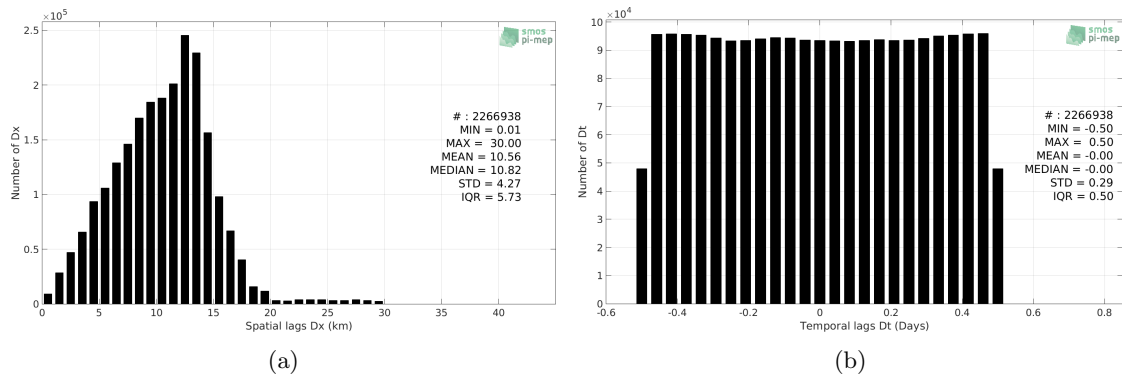 ×10⁵
smos
pi-mep
2.5
2
1.5
1
0.5
0
Number of Dx
# : 2266938
MIN = 0.01
MAX = 30.00
MEAN = 10.56
MEDIAN = 10.82
STD = 4.27
IQR = 5.73
0 5 10 15 20 25 30 35 40
Spatial lags Dx (km)
(a)
×10⁴
smos
pi-mep
10
9
8
7
6
5
4
3
2
1
0
Number of Dt
# : 2266938
MIN = -0.50
MAX = 0.50
MEAN = -0.00
MEDIAN = -0.00
STD = 0.29
IQR = 0.50
-0.6 -0.4 -0.2 0 0.2 0.4 0.6 0.8
Temporal lags Dt (Days)
(b)